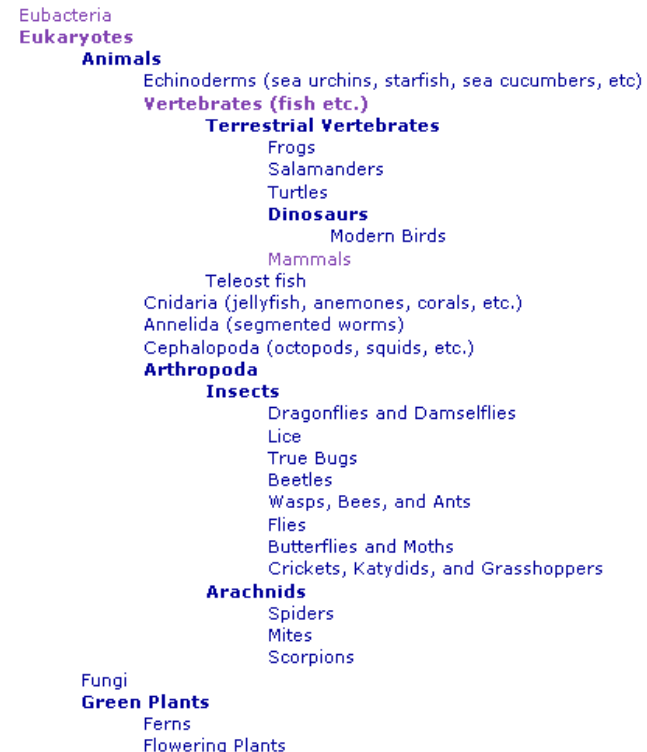 Eubacteria
Eukaryotes
Animals
Echinoderms (sea urchins, starfish, sea cucumbers, etc)
Vertebrates (fish etc.)
Terrestrial Vertebrates
Frogs
Salamanders
Turtles
Dinosaurs
Modern Birds
Mammals
Teleost fish
Cnidaria (jellyfish, anemones, corals, etc.)
Annelida (segmented worms)
Cephalopoda (octopods, squids, etc.)
Arthropoda
Insects
Dragonflies and Damselflies
Lice
True Bugs
Beetles
Wasps, Bees, and Ants
Flies
Butterflies and Moths
Crickets, Katydids, and Grasshoppers
Arachnids
Spiders
Mites
Scorpions
Fungi
Green Plants
Ferns
Flowering Plants